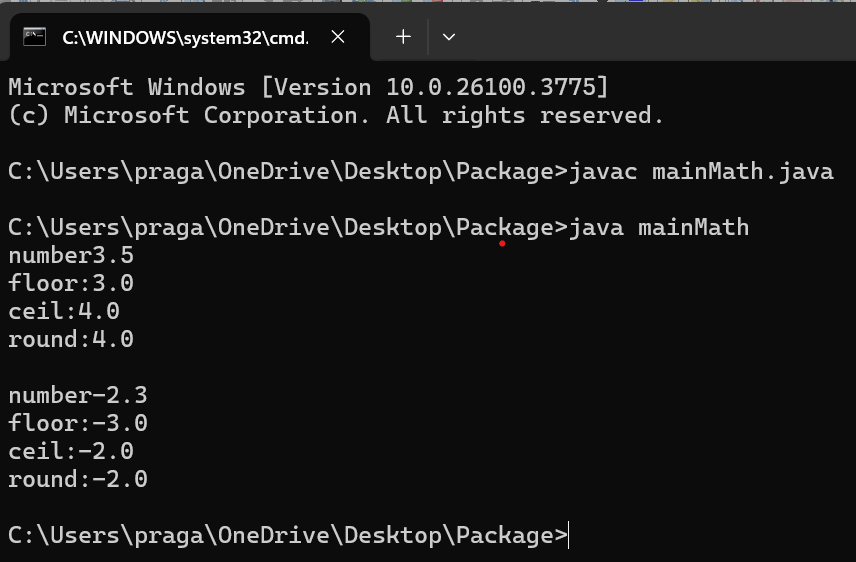 C:\WINDOWS\system32\cmd.
Microsoft Windows [Version 10.0.26100.3775]
(c) Microsoft Corporation. All rights reserved.
C:\Users\praga\OneDrive\Desktop\Package>javac mainMath.java
C:\Users\praga\OneDrive\Desktop\Package>java mainMath
number3.5
floor:3.0
ceil:4.0
round:4.0
number-2.3
floor:-3.0
ceil:-2.0
round:-2.0
C:\Users\praga\OneDrive\Desktop\Package>